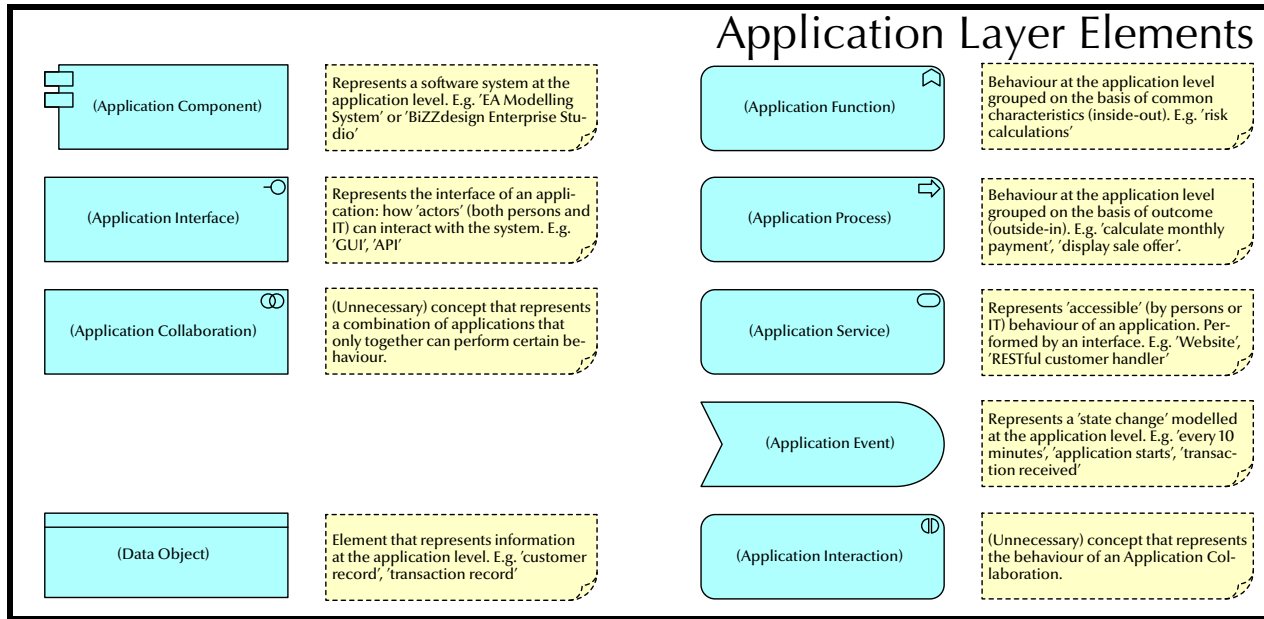 Application Layer Elements
(Application Component)
Represents a software system at the
application level. E.g. 'EA Modelling
System' or 'BiZZdesign Enterprise Stu-
dio'
(Application Function)
Behaviour at the application level
grouped on the basis of common
characteristics (inside-out). E.g. 'risk
calculations'
(Application Interface)
Represents the interface of an appli-
cation: how 'actors' (both persons and
IT) can interact with the system. E.g.
'GUI', 'API'
(Application Process)
Behaviour at the application level
grouped on the basis of outcome
(outside-in). E.g. 'calculate monthly
payment', 'display sale offer'.
(Application Collaboration)
(Unnecessary) concept that represents
a combination of applications that
only together can perform certain be-
haviour.
(Application Service)
Represents 'accessible' (by persons or
IT) behaviour of an application. Per-
formed by an interface. E.g. 'Website',
'RESTful customer handler'
(Application Event)
Represents a 'state change' modelled
at the application level. E.g. 'every 10
minutes', 'application starts', 'transac-
tion received'
(Data Object)
Element that represents information
at the application level. E.g. 'customer
record', 'transaction record'
(Application Interaction)
(Unnecessary) concept that represents
the behaviour of an Application Col-
laboration.